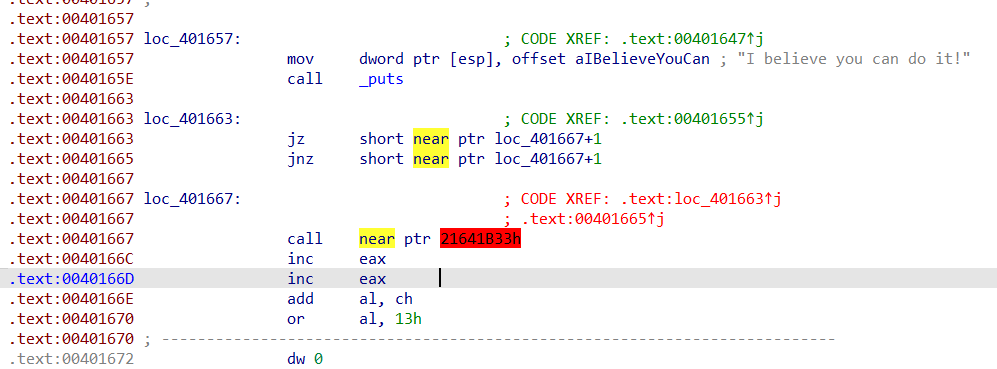 .text:00401657 ;
.text:00401657
.text:00401657 loc_401657: ; CODE XREF: .text:00401647↑j
.text:00401657 mov dword ptr [esp], offset aIBelieveYouCan ; "I believe you can do it!"
.text:0040165E call _puts
.text:00401663
.text:00401663 loc_401663: ; CODE XREF: .text:00401655↑j
.text:00401663 jz short near ptr loc_401667+1
.text:00401665 jnz short near ptr loc_401667+1
.text:00401667
.text:00401667 loc_401667: ; CODE XREF: .text:loc_401663↑j
.text:00401667 ; .text:00401665↑j
.text:00401667 call near ptr 21641B33h
.text:0040166C inc eax
.text:0040166D inc eax
.text:0040166E add al, ch
.text:00401670 or al, 13h
.text:00401670 ; ---------------------------------------------------------------------------
.text:00401672 dw 0